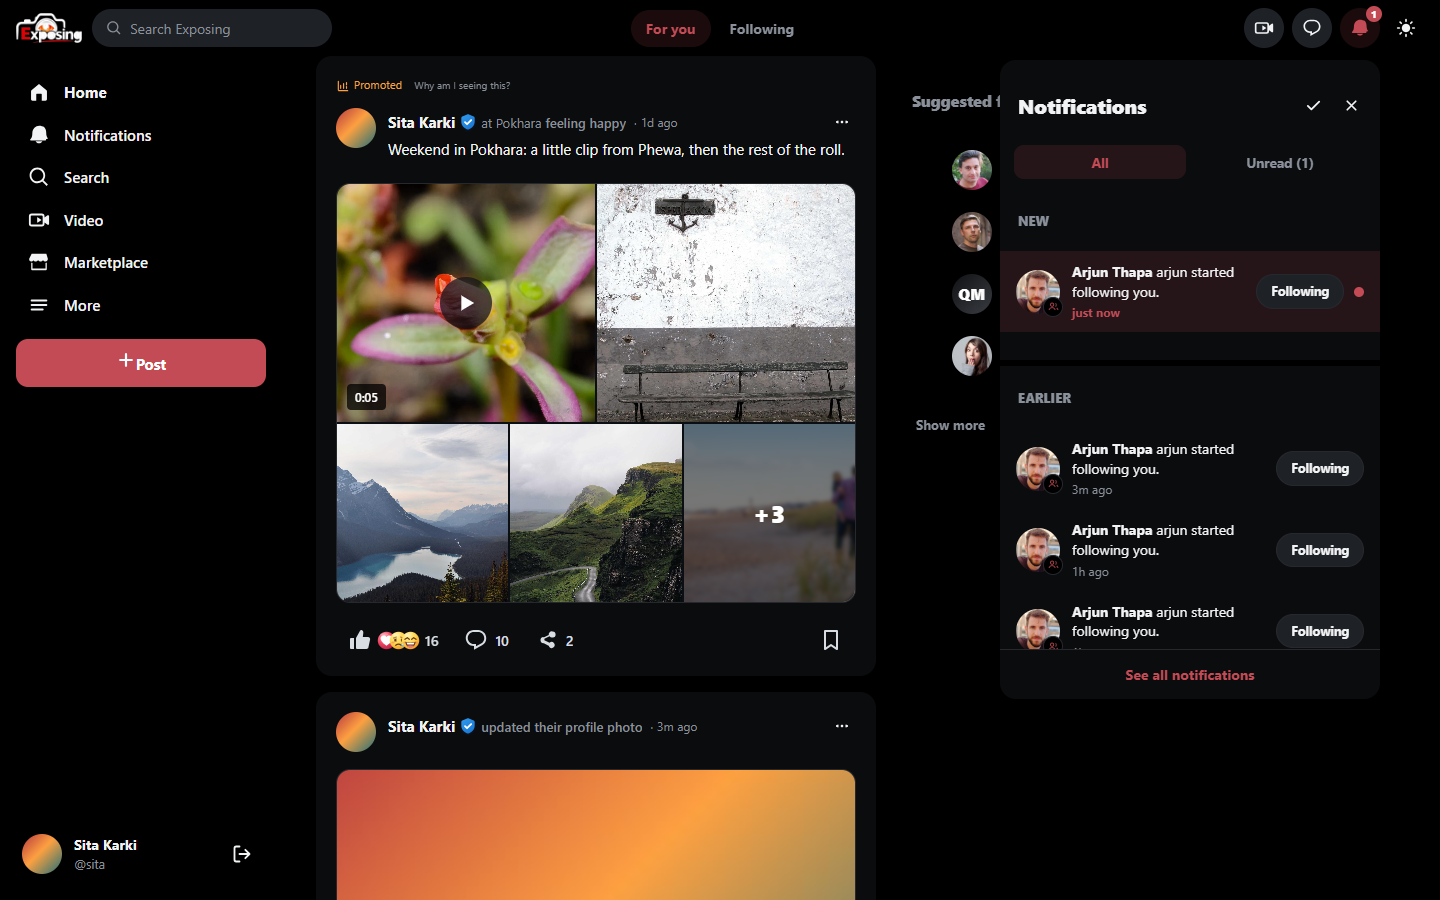 Exposing
Search Exposing
For you
Following
1
Home
Notifications
Search
Video
Marketplace
More
Post
Sita Karki
@sita
Promoted
Why am I seeing this?
Sita Karki at Pokhara feeling happy · 1d ago
Weekend in Pokhara: a little clip from Phewa, then the rest of the roll.
0:05
+3
16
10
2
Sita Karki updated their profile photo · 3m ago
Suggested f
QM
Show more
Notifications
All
Unread (1)
NEW
Arjun Thapa arjun started
following you.
just now
Following
EARLIER
Arjun Thapa arjun started
following you.
3m ago
Following
Arjun Thapa arjun started
following you.
1h ago
Following
Arjun Thapa arjun started
following you.
Following
See all notifications